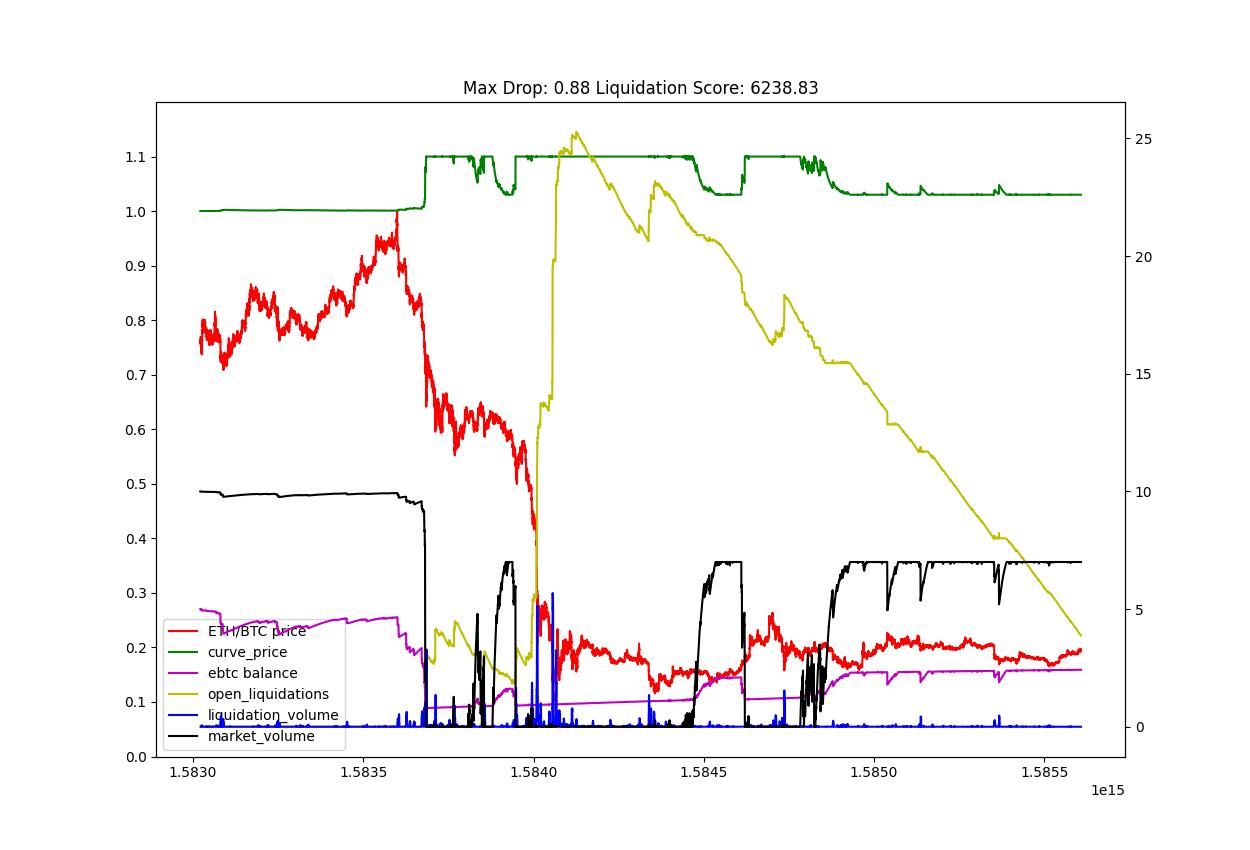 Max Drop: 0.88 Liquidation Score: 6238.83
1.1
1.0
0.9
0.8
0.7
0.6
0.5
0.4
0.3
0.2
0.1
0.0
25
20
15
10
5
0
ETH/BTC price
curve_price
ebtc balance
open_liquidations
liquidation_volume
market_volume
1.5830 1.5835 1.5840 1.5845 1.5850 1.5855
1e15